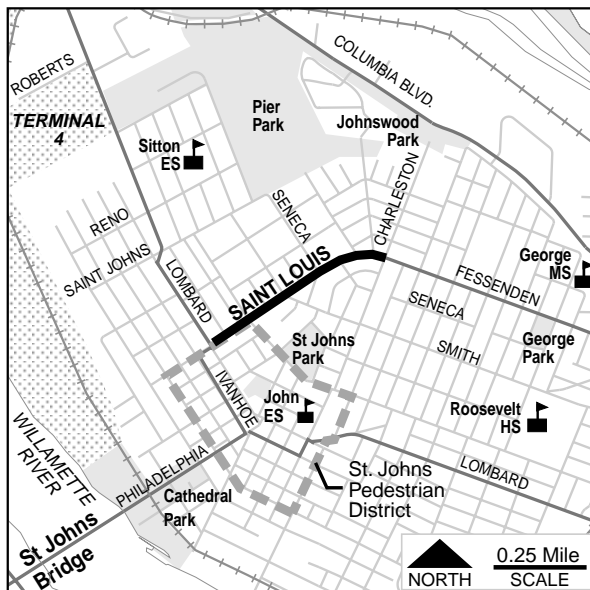 ROBERTS
COLUMBIA BLVD.
TERMINAL
4
Pier
Park
Johnswood
Park
Sitton
ES
CHARLESTON
SENECA
RENO
SAINT JOHNS
LOMBARD
SAINT LOUIS
George
MS
FESSENDEN
SENECA
SMITH
George
Park
St Johns
Park
IVANHOE
John
ES
Roosevelt
HS
WILLAMETTE
RIVER
PHILADELPHIA
LOMBARD
Cathedral
Park
St. Johns
Pedestrian
District
St Johns
Bridge
NORTH
0.25 Mile
SCALE